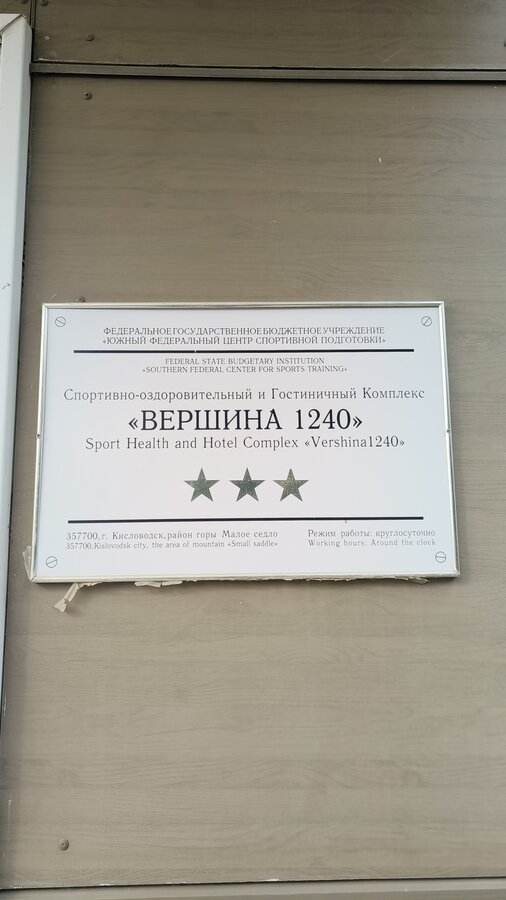 ФЕДЕРАЛЬНОЕ ГОСУДАРСТВЕННОЕ БЮДЖЕТНОЕ УЧРЕЖДЕНИЕ
«ЮЖНЫЙ ФЕДЕРАЛЬНЫЙ ЦЕНТР СПОРТИВНОЙ ПОДГОТОВКИ»
FEDERAL STATE BUDGETARY INSTITUTION
«SOUTHERN FEDERAL CENTER FOR SPORTS TRAINING»
Спортивно-оздоровительный и Гостиничный Комплекс
«ВЕРШИНА 1240»
Sport Health and Hotel Complex «Vershina1240»
357700, г. Кисловодск, район горы Малое седло
357700, Kislovodsk city, the area of mountain «Small saddle»
Режим работы: круглосуточно
Working hours: Around the clock